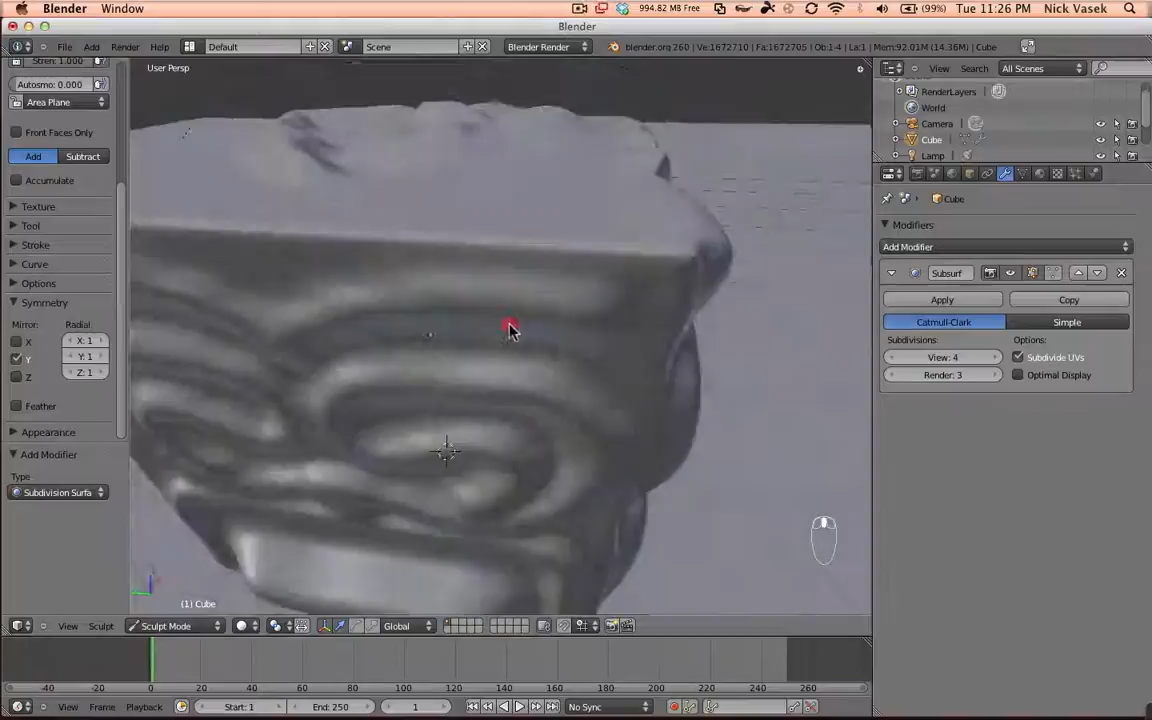 Blender Window 994.82 MB Free (99%) Tue 11:26 PM Nick Vasek
Blender
File Add Render Help Default Scene Blender Render blender.org 260 | Ve:1672710 | Fa:1672705 | Ob:1-4 | La:1 | Mem:92.01M (14.36M) | Cube View Search All Scenes
Stren: 1.000
User Persp
Autosmo: 0.000
Area Plane
Front Faces Only
Add Subtract
Accumulate
Texture
Tool
Stroke
Curve
Options
Symmetry
Mirror: Radial:
X X: 1
Y Y: 1
Z Z: 1
Feather
Appearance
Add Modifier
Type:
Subdivision Surfa
RenderLayers
World
Camera
Cube
Lamp
Cube
Modifiers
Add Modifier
Subsurf
Apply Copy
Catmull-Clark Simple
Subdivisions: Options:
View: 4 Subdivide UVs
Render: 3 Optimal Display
(1) Cube
View Sculpt Sculpt Mode Global
-40 -20 0 20 40 60 80 100 120 140 160 180 200 220 240 260
View Frame Playback Start: 1 End: 250 1 No Sync